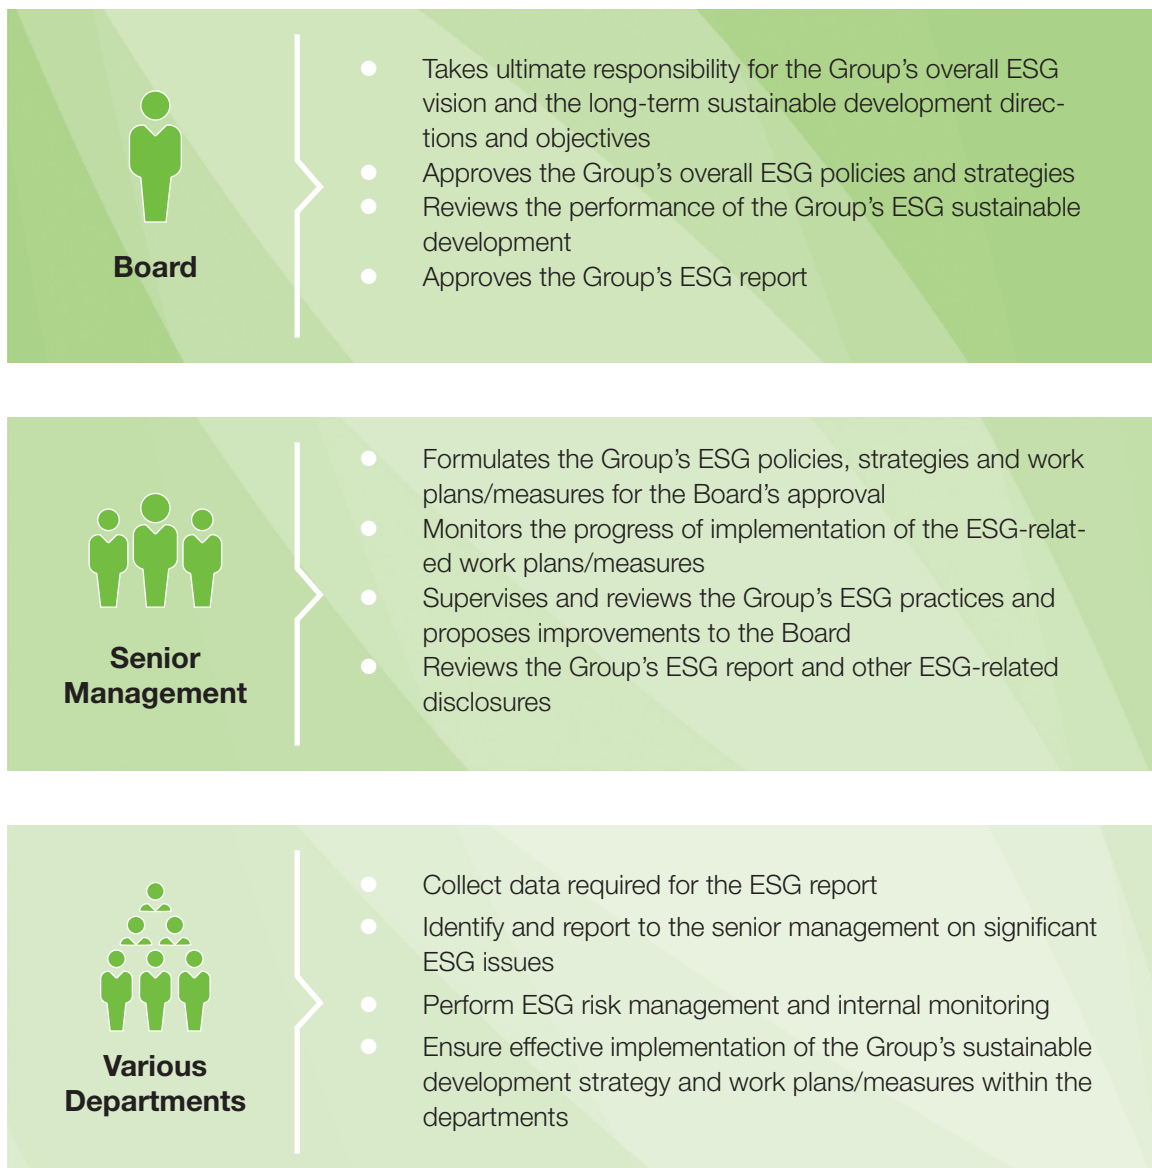 Board
● Takes ultimate responsibility for the Group’s overall ESG
vision and the long-term sustainable development direc-
tions and objectives
● Approves the Group’s overall ESG policies and strategies
● Reviews the performance of the Group’s ESG sustainable
development
● Approves the Group’s ESG report
Senior
Management
● Formulates the Group’s ESG policies, strategies and work
plans/measures for the Board’s approval
● Monitors the progress of implementation of the ESG-relat-
ed work plans/measures
● Supervises and reviews the Group’s ESG practices and
proposes improvements to the Board
● Reviews the Group’s ESG report and other ESG-related
disclosures
Various
Departments
● Collect data required for the ESG report
● Identify and report to the senior management on significant
ESG issues
● Perform ESG risk management and internal monitoring
● Ensure effective implementation of the Group’s sustainable
development strategy and work plans/measures within the
departments